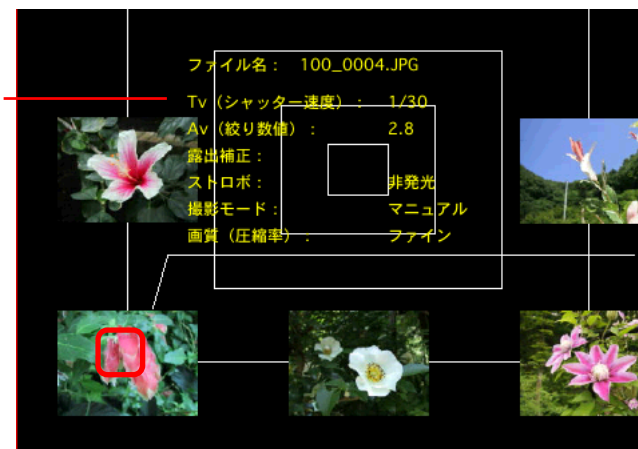 ファイル名： 100_0004.JPG
Tv（シャッター速度）： 1/30
Av（絞り数値）： 2.8
露出補正：
ストロボ： 非発光
撮影モード： マニュアル
画質（圧縮率）： ファイン